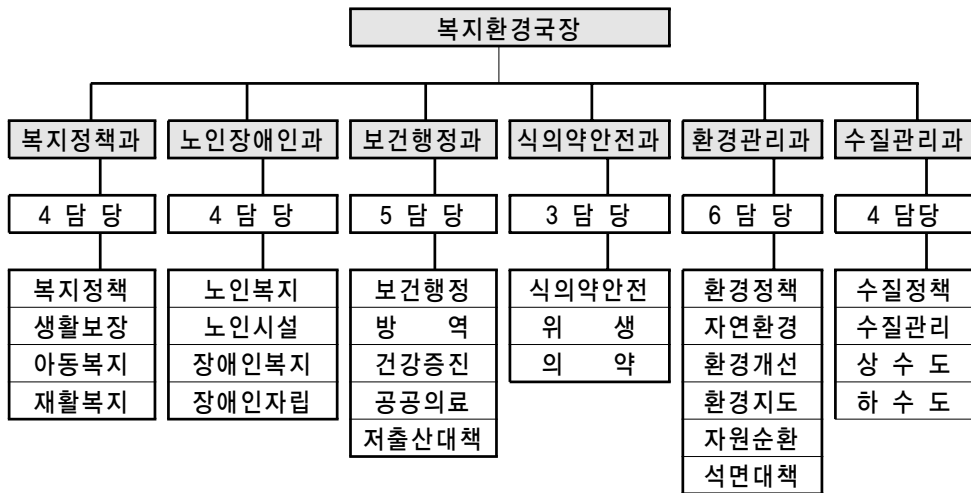 복지환경국장
복지정책과 노인장애인과 보건행정과 식의약안전과 환경관리과 수질관리과
4 담 당 4 담 당 5 담 당 3 담 당 6 담 당 4 담당
복지정책 노인복지 보건행정 식의약안전 환경정책 수질정책
생활보장 노인시설 방 역 위 생 자연환경 수질관리
아동복지 장애인복지 건강증진 의 약 환경개선 상 수 도
재활복지 장애인자립 공공의료 환경지도 하 수 도
저출산대책 자원순환
석면대책